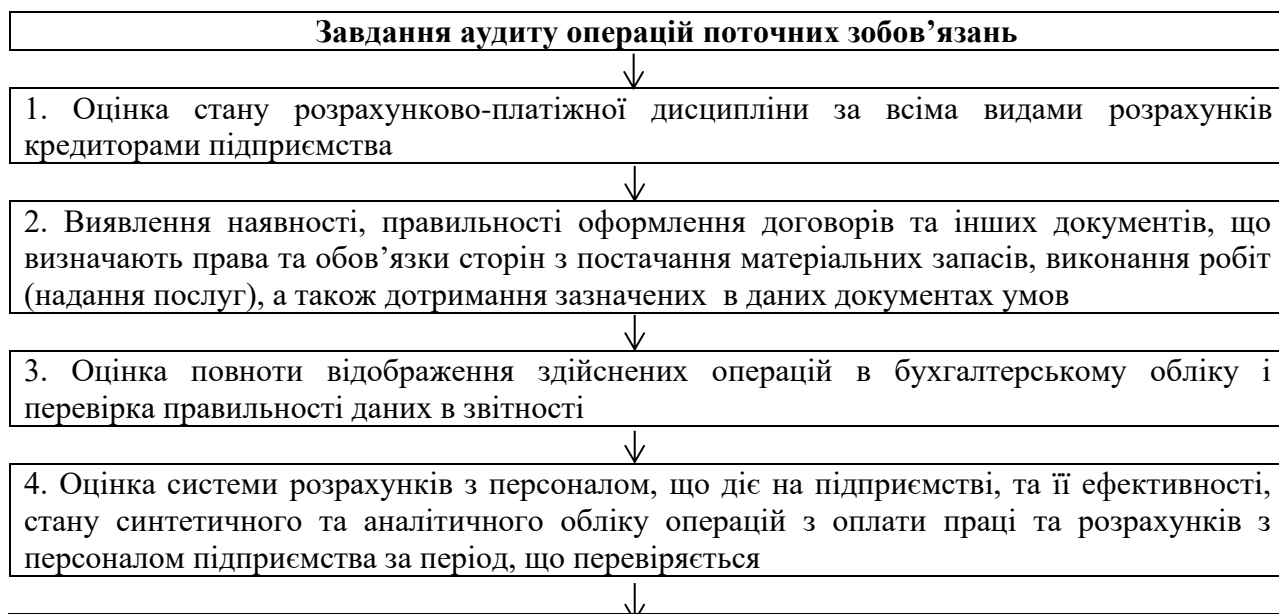 Завдання аудиту операцій поточних зобов’язань
1. Оцінка стану розрахунково-платіжної дисципліни за всіма видами розрахунків
кредиторами підприємства
2. Виявлення наявності, правильності оформлення договорів та інших документів, що
визначають права та обов’язки сторін з постачання матеріальних запасів, виконання робіт
(надання послуг), а також дотримання зазначених в даних документах умов
3. Оцінка повноти відображення здійснених операцій в бухгалтерському обліку і
перевірка правильності даних в звітності
4. Оцінка системи розрахунків з персоналом, що діє на підприємстві, та її ефективності,
стану синтетичного та аналітичного обліку операцій з оплати праці та розрахунків з
персоналом підприємства за період, що перевіряється